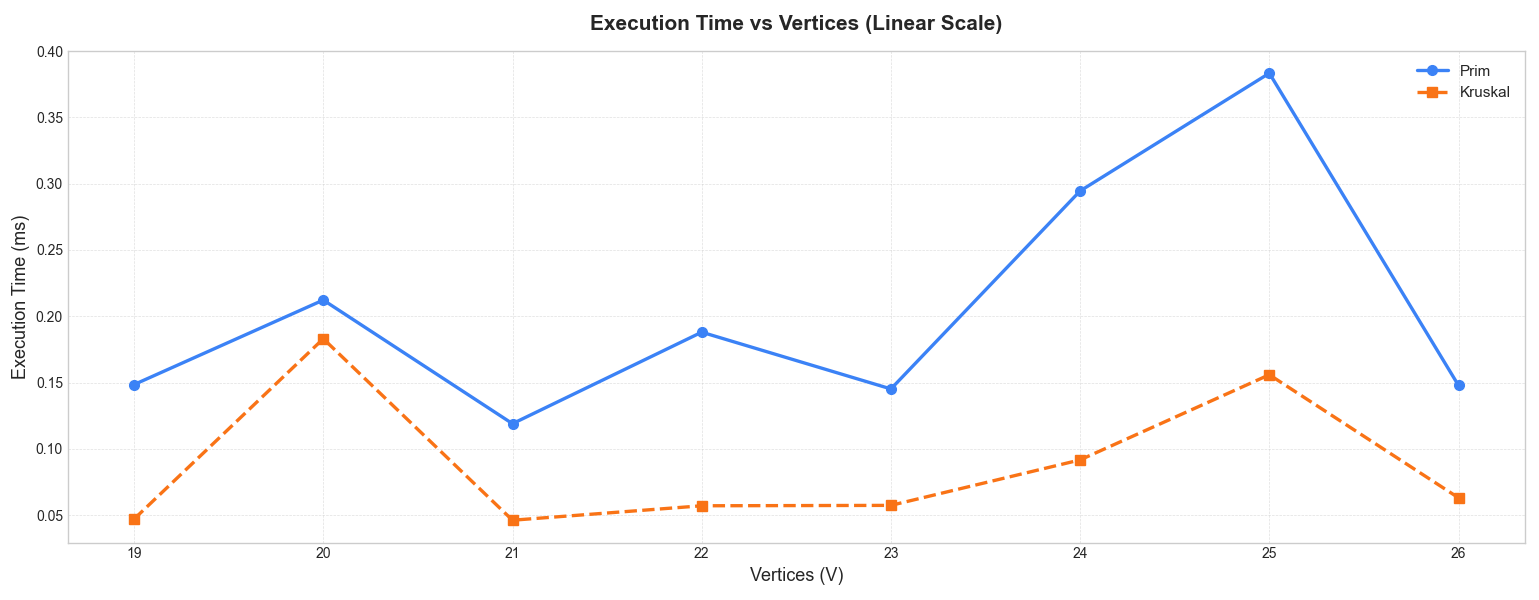 Execution Time vs Vertices (Linear Scale)
Prim
Kruskal
Execution Time (ms)
0.40
0.35
0.30
0.25
0.20
0.15
0.10
0.05
19 20 21 22 23 24 25 26
Vertices (V)